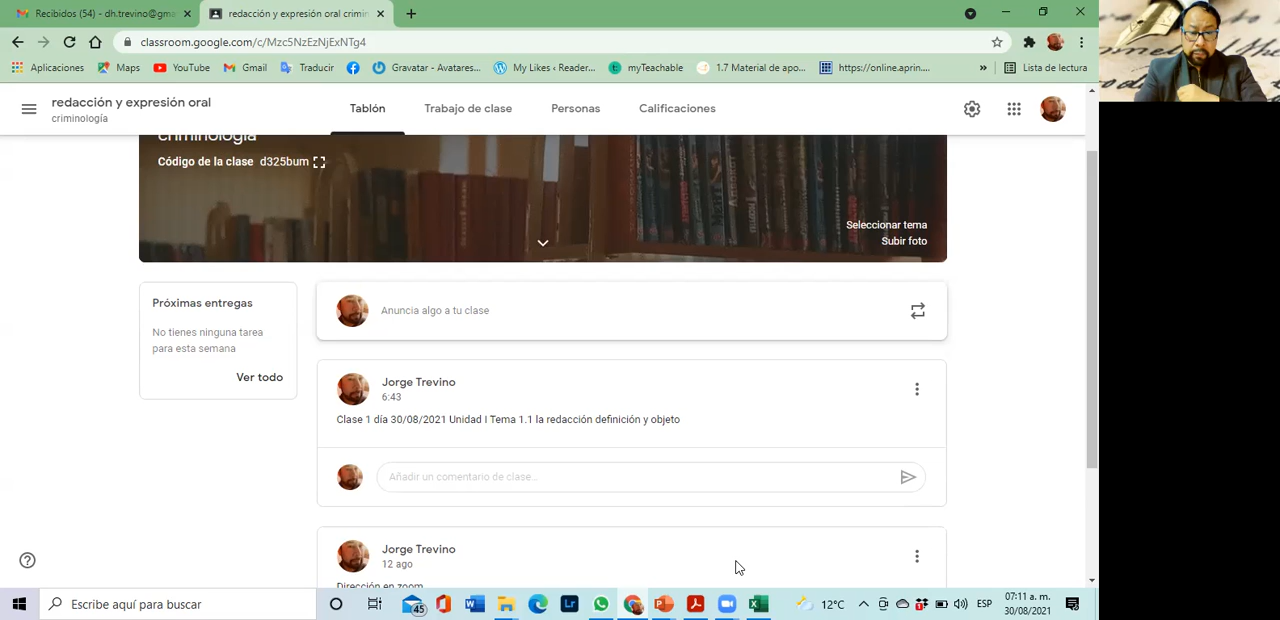 Recibidos (54) - dh.trevino@gma
redacción y expresión oral crimin
classroom.google.com/c/Mzc5NzEzNjExNTg4
Aplicaciones
Maps
YouTube
Gmail
Traducir
Gravatar - Avatares...
My Likes ‹ Reader...
myTeachable
1.7 Material de apo...
https://online.aprin...
»
Lista de lectura
redacción y expresión oral
criminología
Tablón
Trabajo de clase
Personas
Calificaciones
criminología
Código de la clase d325bum
Seleccionar tema
Subir foto
Próximas entregas
No tienes ninguna tarea
para esta semana
Ver todo
Anuncia algo a tu clase
Jorge Trevino
6:43
Clase 1 día 30/08/2021 Unidad I Tema 1.1 la redacción definición y objeto
Añadir un comentario de clase...
Jorge Trevino
12 ago
Dirección en zoom
Escribe aquí para buscar
45
12°C
ESP
07:11 a. m.
30/08/2021